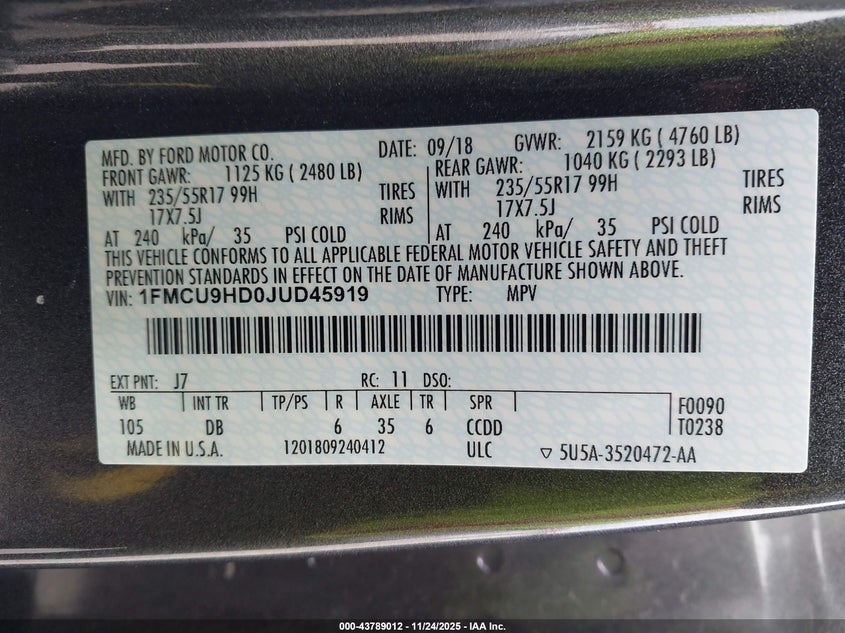 MFD. BY FORD MOTOR CO. DATE: 09/18 GVWR: 2159 KG ( 4760 LB)
FRONT GAWR: 1125 KG ( 2480 LB) REAR GAWR: 1040 KG ( 2293 LB)
WITH 235/55R17 99H TIRES WITH 235/55R17 99H TIRES
17X7.5J RIMS 17X7.5J RIMS
AT 240 kPa/ 35 PSI COLD AT 240 kPa/ 35 PSI COLD
THIS VEHICLE CONFORMS TO ALL APPLICABLE FEDERAL MOTOR VEHICLE SAFETY AND THEFT
PREVENTION STANDARDS IN EFFECT ON THE DATE OF MANUFACTURE SHOWN ABOVE.
VIN: 1FMCU9HD0JUD45919 TYPE: MPV
EXT PNT: J7 RC: 11 DSO:
WB INT TR TP/PS R AXLE TR SPR F0090
105 DB 6 35 6 CCDD T0238
MADE IN U.S.A. 1201809240412 ULC ▽ 5U5A-3520472-AA
000-43789012 - 11/24/2025 - IAA Inc.